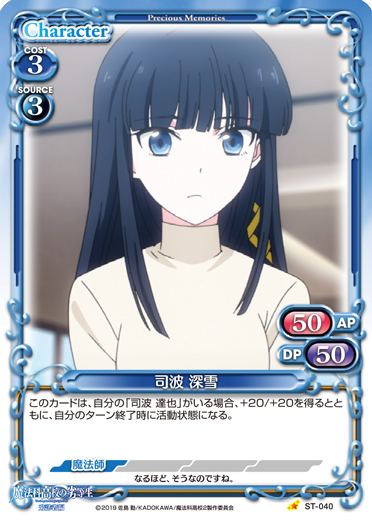 Precious Memories
Character
COST
3
SOURCE
3
50 AP
DP 50
司波 深雪
このカードは、自分の「司波 達也」がいる場合、+20/+20を得るとと
もに、自分のターン終了時に活動状態になる。
魔法師
なるほど、そうなのですね。
魔法科高校の劣等生
©2019 佐島 勤/KADOKAWA/魔法科高校2製作委員会
ST-040